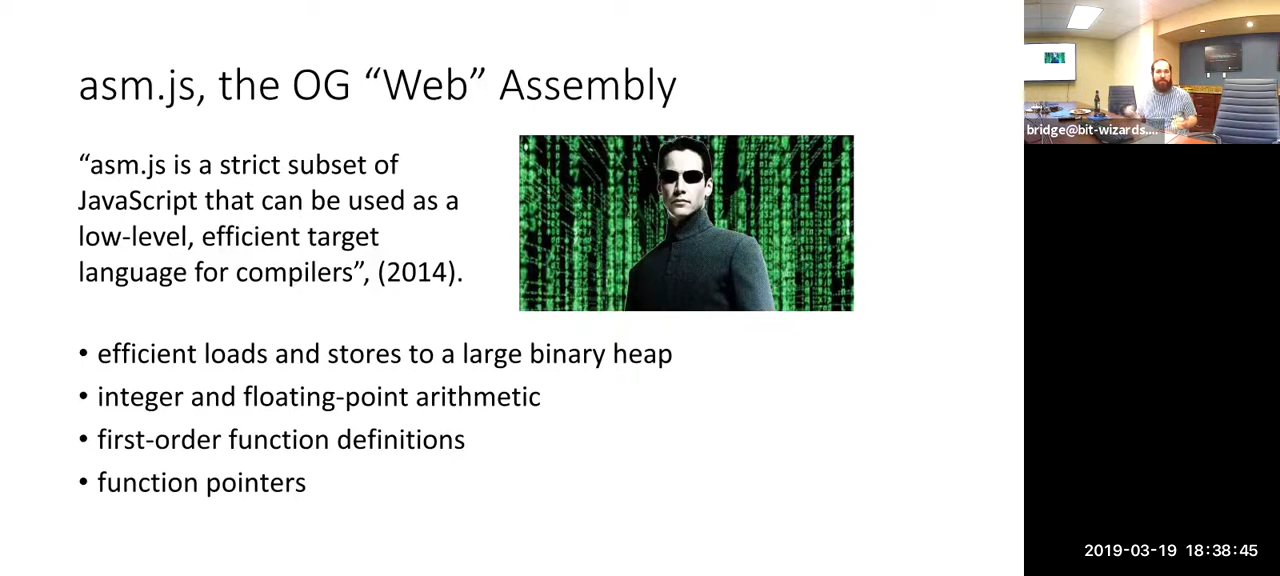 asm.js, the OG “Web” Assembly
“asm.js is a strict subset of
JavaScript that can be used as a
low-level, efficient target
language for compilers”, (2014).
• efficient loads and stores to a large binary heap
• integer and floating-point arithmetic
• first-order function definitions
• function pointers
bridge@bit-wizards....
2019-03-19 18:38:45